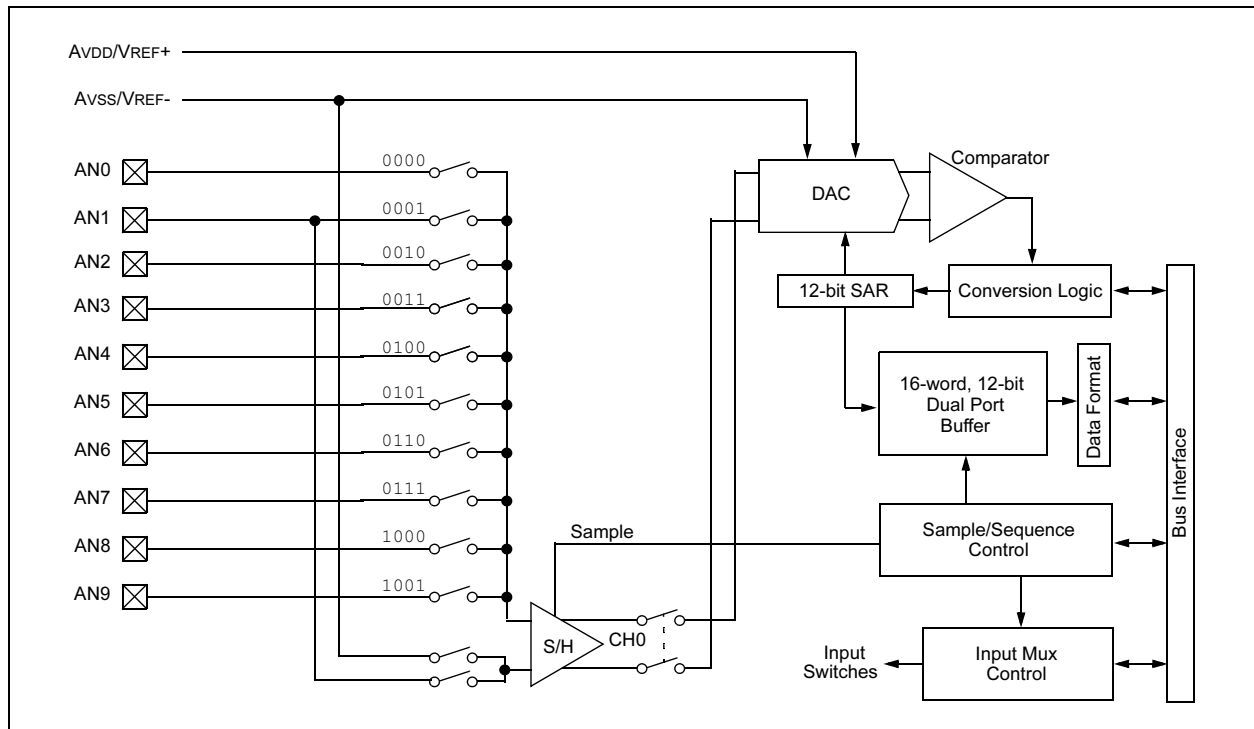 AVDD/VREF+
AVSS/VREF-
AN0
0000
AN1
0001
AN2
0010
AN3
0011
AN4
0100
AN5
0101
AN6
0110
AN7
0111
AN8
1000
AN9
1001
DAC
Comparator
12-bit SAR
Conversion Logic
16-word, 12-bit
Dual Port
Buffer
Data Format
Bus Interface
Sample
Sample/Sequence
Control
S/H
CH0
Input
Switches
Input Mux
Control